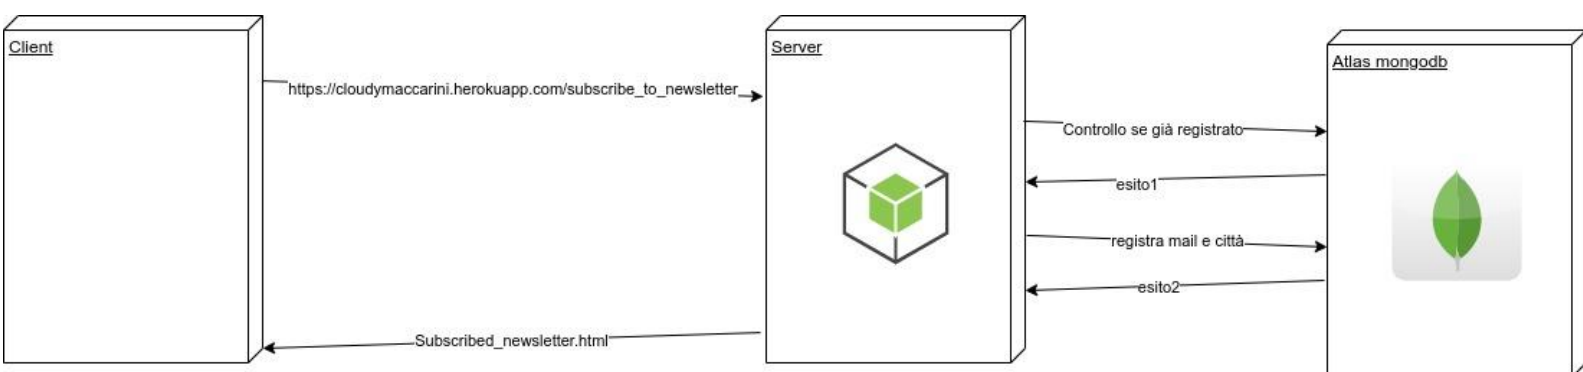 Client
Server
Atlas mongodb
https://cloudymaccarini.herokuapp.com/subscribe_to_newsletter
Controllo se già registrato
esito1
registra mail e città
esito2
Subscribed_newsletter.html